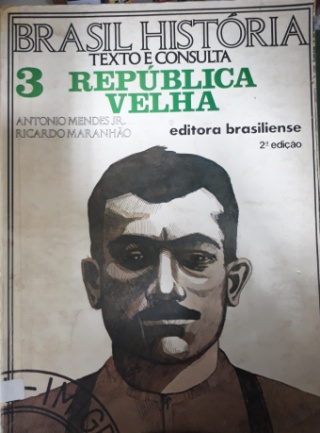 BRASIL HISTÓRIA
TEXTO E CONSULTA
3 REPÚBLICA
VELHA
ANTONIO MENDES JR.
RICARDO MARANHÃO
editora brasiliense
2ª edição